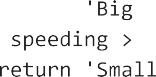 'Big
speeding >
return 'Small